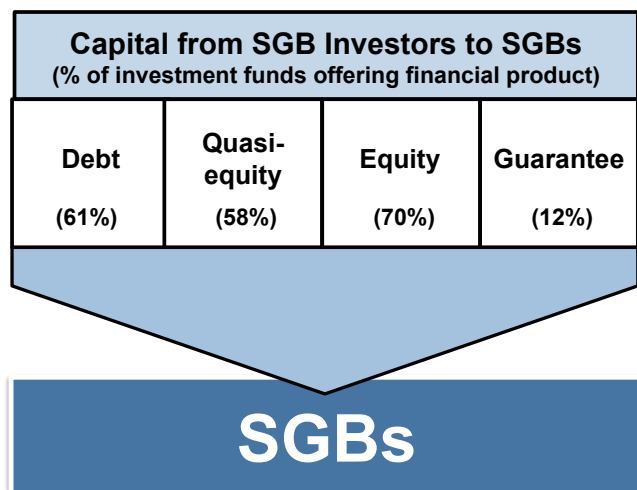 Capital from SGB Investors to SGBs
(% of investment funds offering financial product)
Debt
(61%)
Quasi-
equity
(58%)
Equity
(70%)
Guarantee
(12%)
SGBs